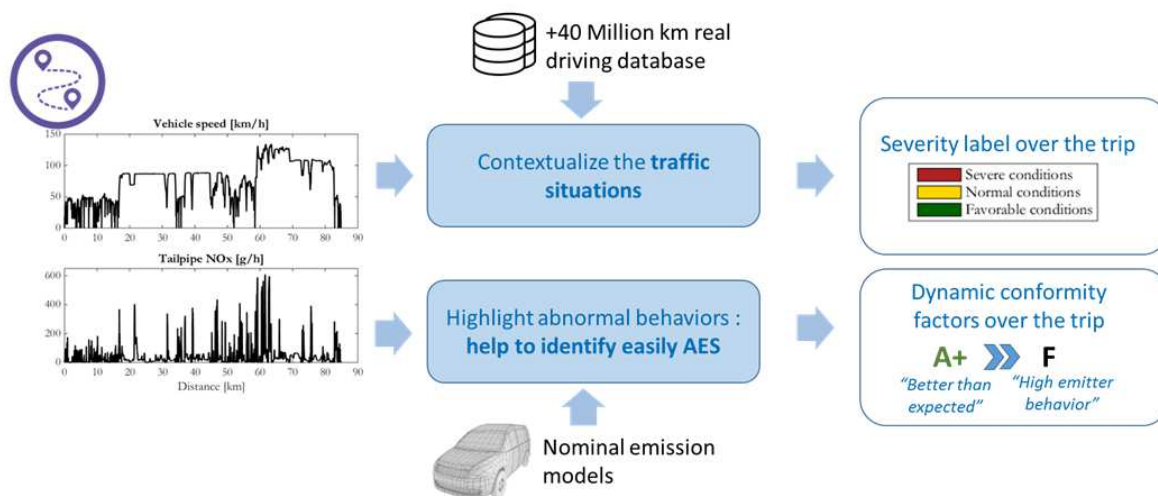 +40 Million km real
driving database
Vehicle speed [km/h]
150
100
50
0
0 10 20 30 40 50 60 70 80 90
Contextualize the traffic
situations
Severity label over the trip
Severe conditions
Normal conditions
Favorable conditions
Tailpipe NOx [g/h]
600
400
200
0
0 10 20 30 40 50 60 70 80 90
Distance [km]
Highlight abnormal behaviors :
help to identify easily AES
Dynamic conformity
factors over the trip
A+ F
“Better than
expected”
“High emitter
behavior”
Nominal emission
models